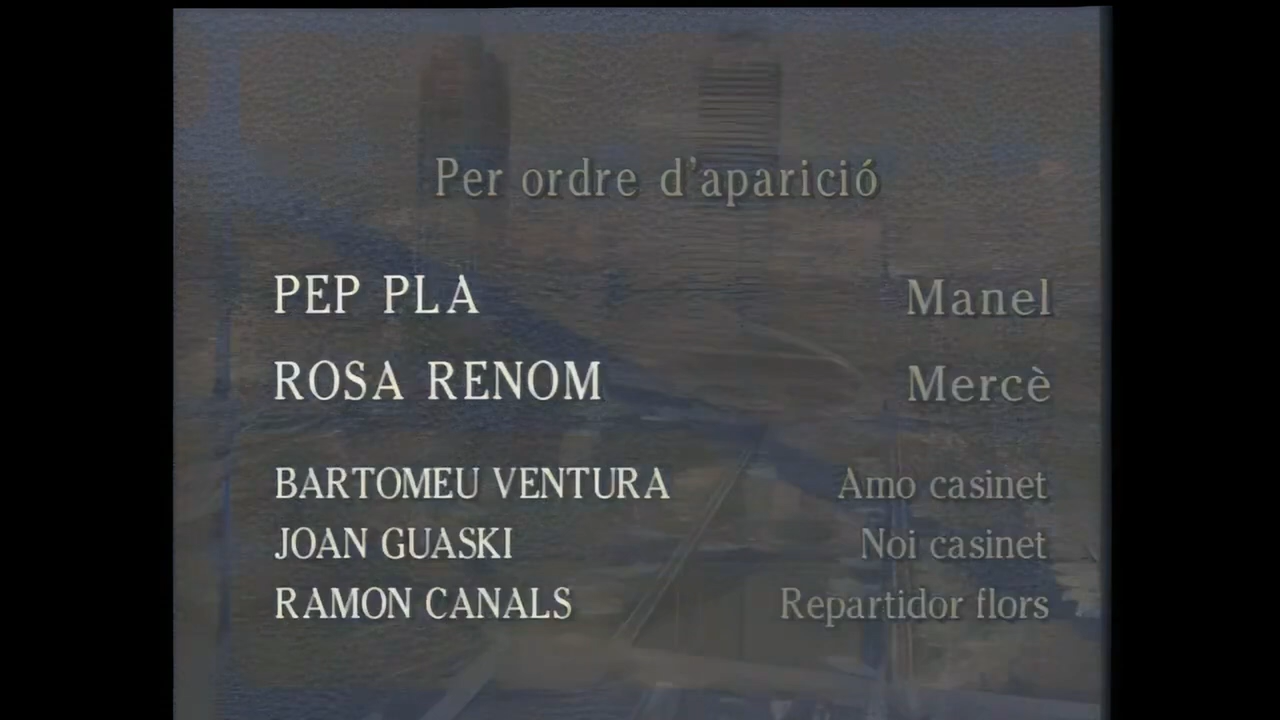 Per ordre d'aparició
PEP PLA Manel
ROSA RENOM Mercè
BARTOMEU VENTURA Amo casinet
JOAN GUASKI Noi casinet
RAMON CANALS Repartidor flors